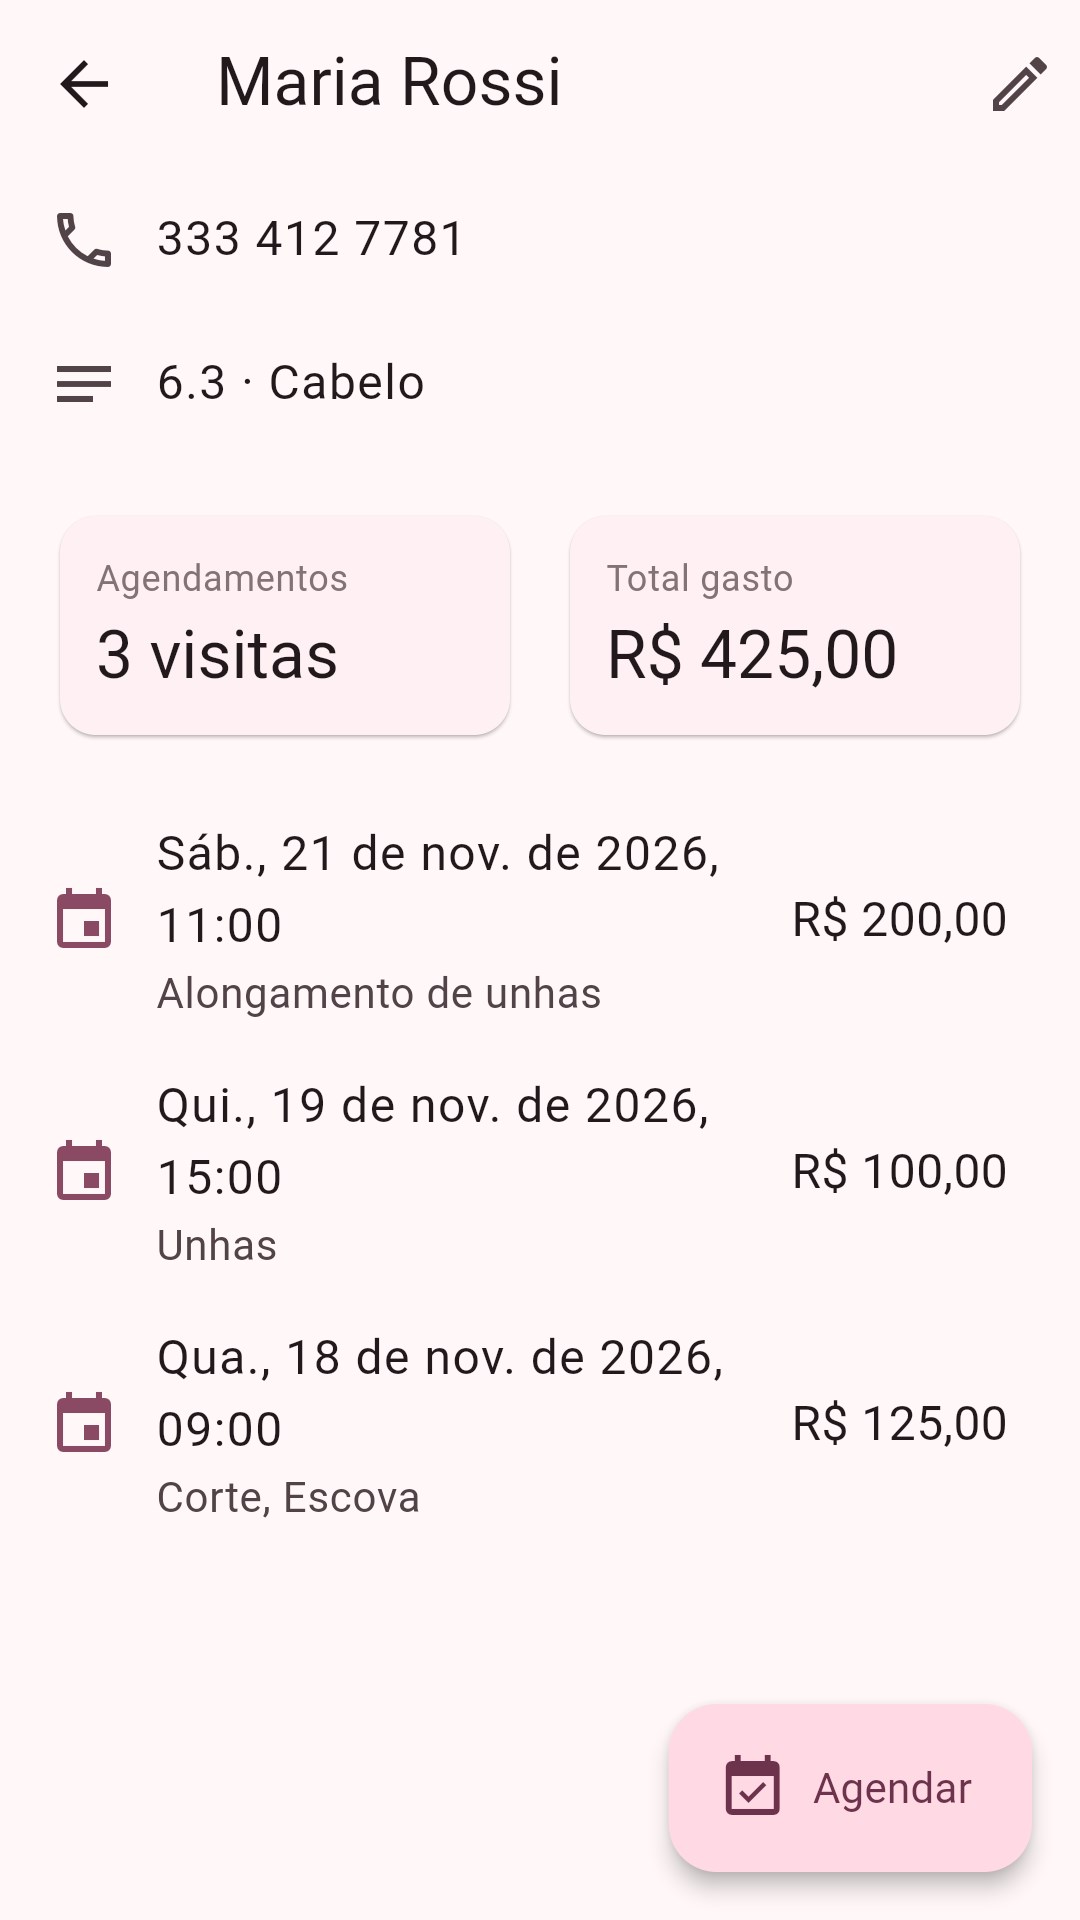 Maria Rossi
333 412 7781
6.3 · Cabelo
Agendamentos
3 visitas
Total gasto
R$ 425,00
Sáb., 21 de nov. de 2026,
11:00
R$ 200,00
Alongamento de unhas
Qui., 19 de nov. de 2026,
15:00
R$ 100,00
Unhas
Qua., 18 de nov. de 2026,
09:00
R$ 125,00
Corte, Escova
Agendar